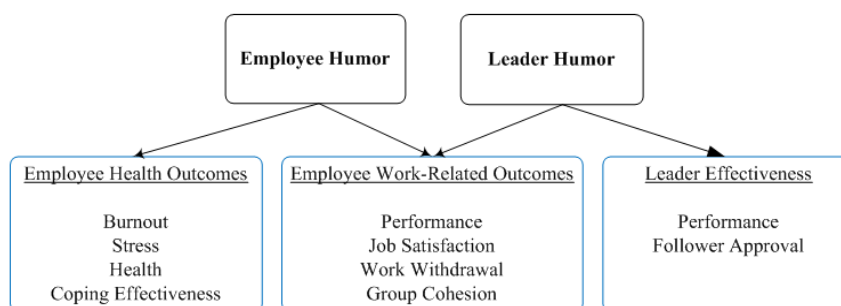 Employee Humor
Leader Humor
Employee Health Outcomes
Burnout
Stress
Health
Coping Effectiveness
Employee Work-Related Outcomes
Performance
Job Satisfaction
Work Withdrawal
Group Cohesion
Leader Effectiveness
Performance
Follower Approval